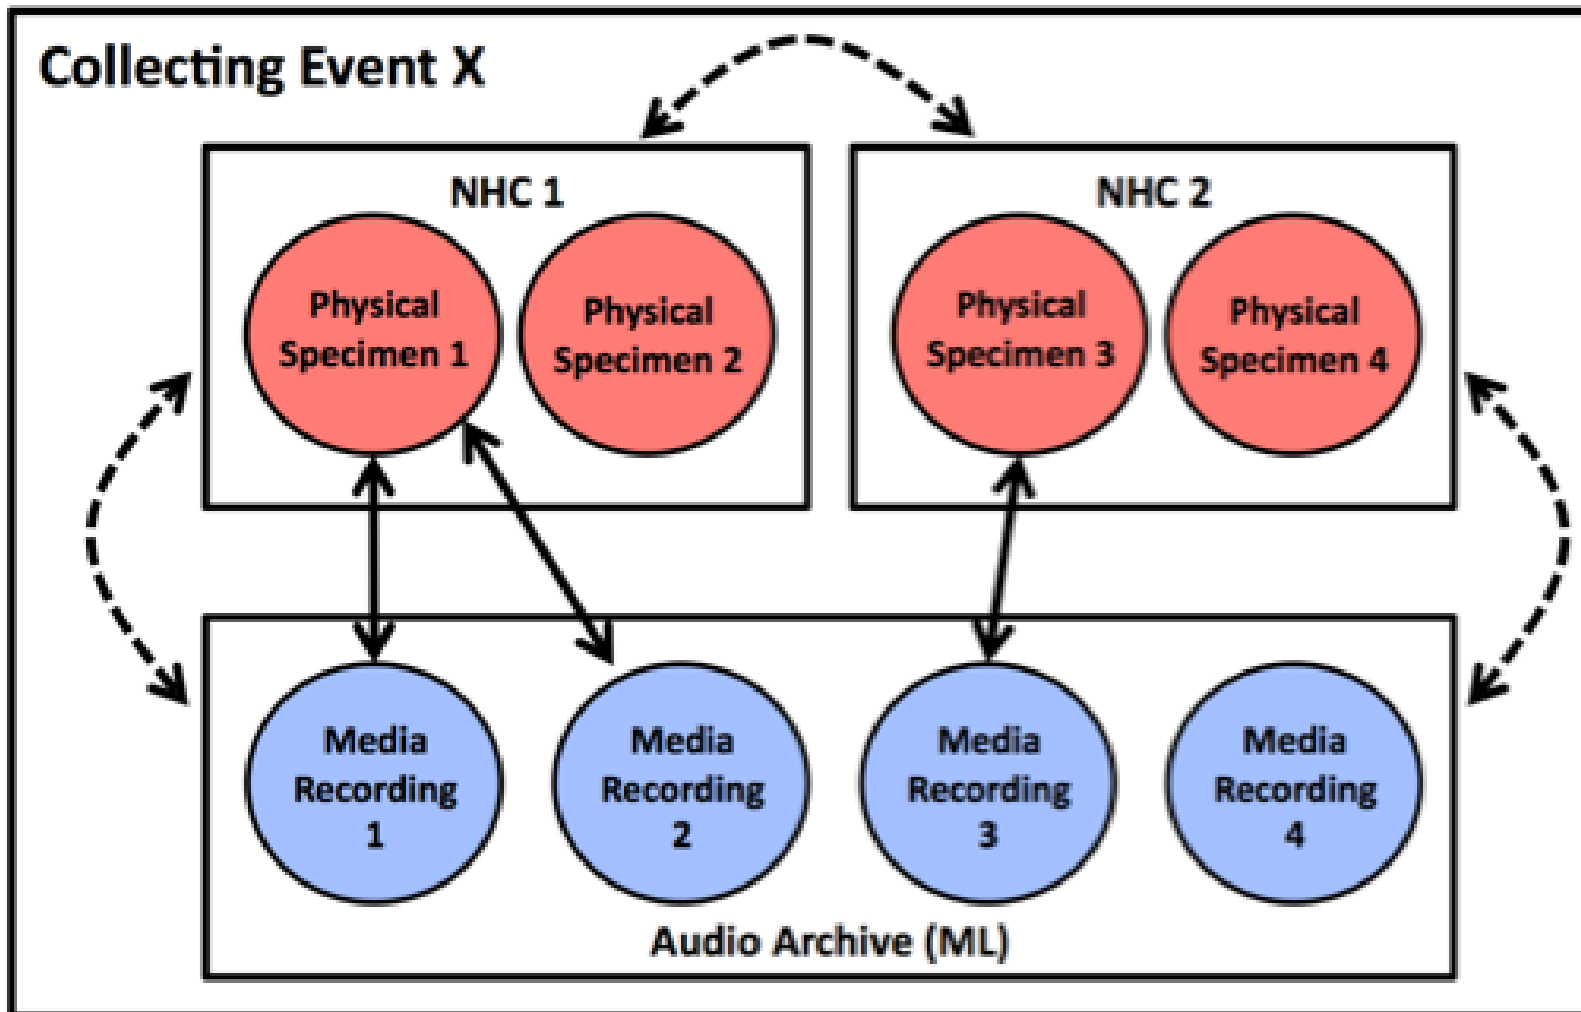 Collecting Event X
NHC 1
NHC 2
Physical
Specimen 1
Physical
Specimen 2
Physical
Specimen 3
Physical
Specimen 4
Media
Recording
1
Media
Recording
2
Media
Recording
3
Media
Recording
4
Audio Archive (ML)